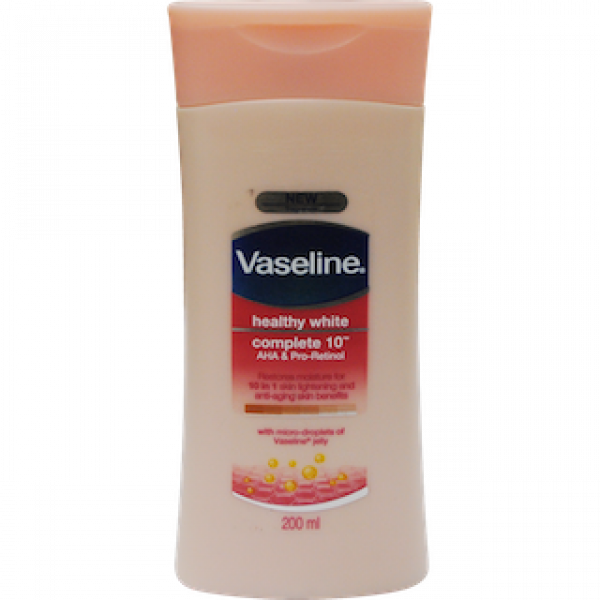 NEW
Vaseline®
healthy white
complete 10™
AHA & Pro-Retinol
Restores moisture for
10 in 1 skin lightening and
anti-aging skin benefits
with micro-droplets of
Vaseline® jelly
200 ml